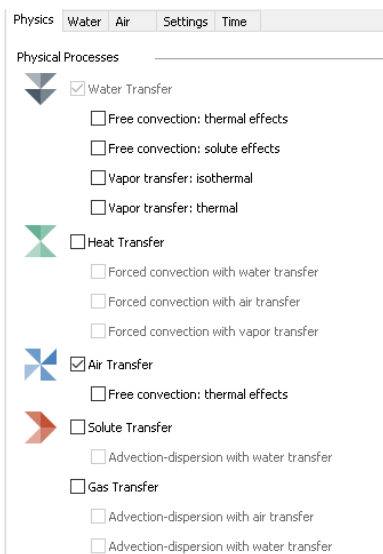 Physics Water Air Settings Time
Physical Processes
Water Transfer
Free convection: thermal effects
Free convection: solute effects
Vapor transfer: isothermal
Vapor transfer: thermal
Heat Transfer
Forced convection with water transfer
Forced convection with air transfer
Forced convection with vapor transfer
Air Transfer
Free convection: thermal effects
Solute Transfer
Advection-dispersion with water transfer
Gas Transfer
Advection-dispersion with air transfer
Advection-dispersion with water transfer